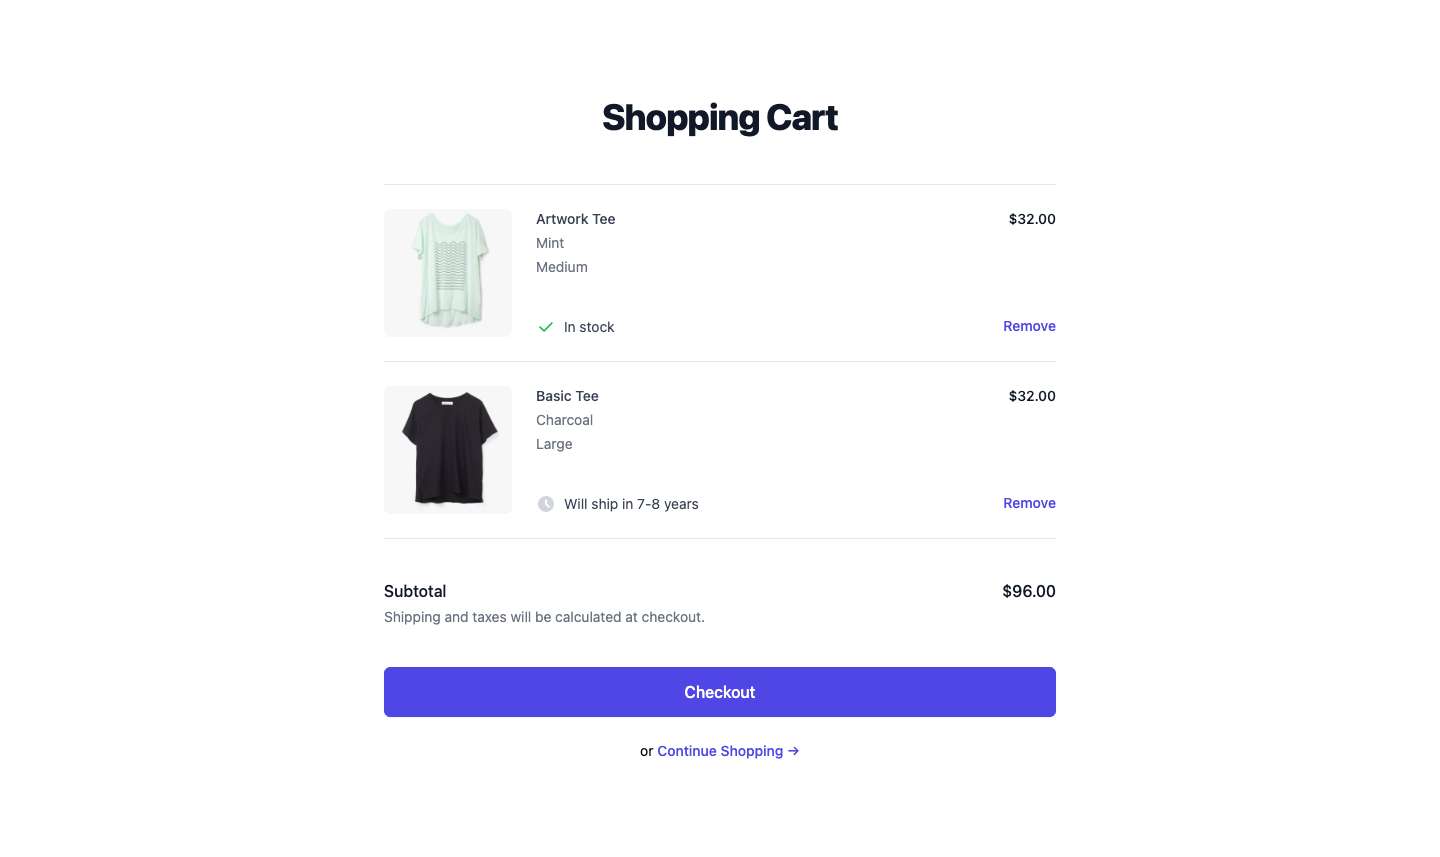 Shopping Cart
Artwork Tee
$32.00
Mint
Medium
In stock
Remove
Basic Tee
$32.00
Charcoal
Large
Will ship in 7-8 years
Remove
Subtotal
$96.00
Shipping and taxes will be calculated at checkout.
Checkout
or Continue Shopping →